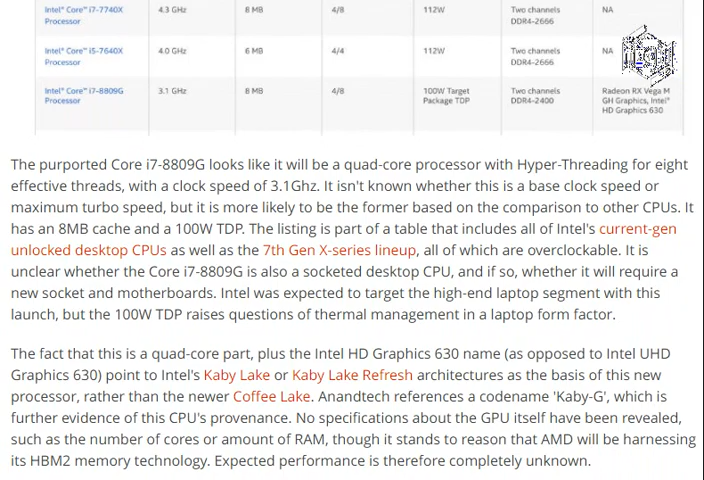 Intel® Core™ i7-7740X 4.3 GHz 8 MB 4/8 112W Two channels NA
Processor DDR4-2666
Intel® Core™ i5-7640X 4.0 GHz 6 MB 4/4 112W Two channels NA
Processor DDR4-2666
Intel® Core™ i7-8809G 3.1 GHz 8 MB 4/8 100W Target Two channels Radeon RX Vega M
Processor Package TDP DDR4-2400 GH Graphics, Intel®
HD Graphics 630
The purported Core i7-8809G looks like it will be a quad-core processor with Hyper-Threading for eight
effective threads, with a clock speed of 3.1Ghz. It isn't known whether this is a base clock speed or
maximum turbo speed, but it is more likely to be the former based on the comparison to other CPUs. It
has an 8MB cache and a 100W TDP. The listing is part of a table that includes all of Intel's current-gen
unlocked desktop CPUs as well as the 7th Gen X-series lineup, all of which are overclockable. It is
unclear whether the Core i7-8809G is also a socketed desktop CPU, and if so, whether it will require a
new socket and motherboards. Intel was expected to target the high-end laptop segment with this
launch, but the 100W TDP raises questions of thermal management in a laptop form factor.
The fact that this is a quad-core part, plus the Intel HD Graphics 630 name (as opposed to Intel UHD
Graphics 630) point to Intel's Kaby Lake or Kaby Lake Refresh architectures as the basis of this new
processor, rather than the newer Coffee Lake. Anandtech references a codename 'Kaby-G', which is
further evidence of this CPU's provenance. No specifications about the GPU itself have been revealed,
such as the number of cores or amount of RAM, though it stands to reason that AMD will be harnessing
its HBM2 memory technology. Expected performance is therefore completely unknown.